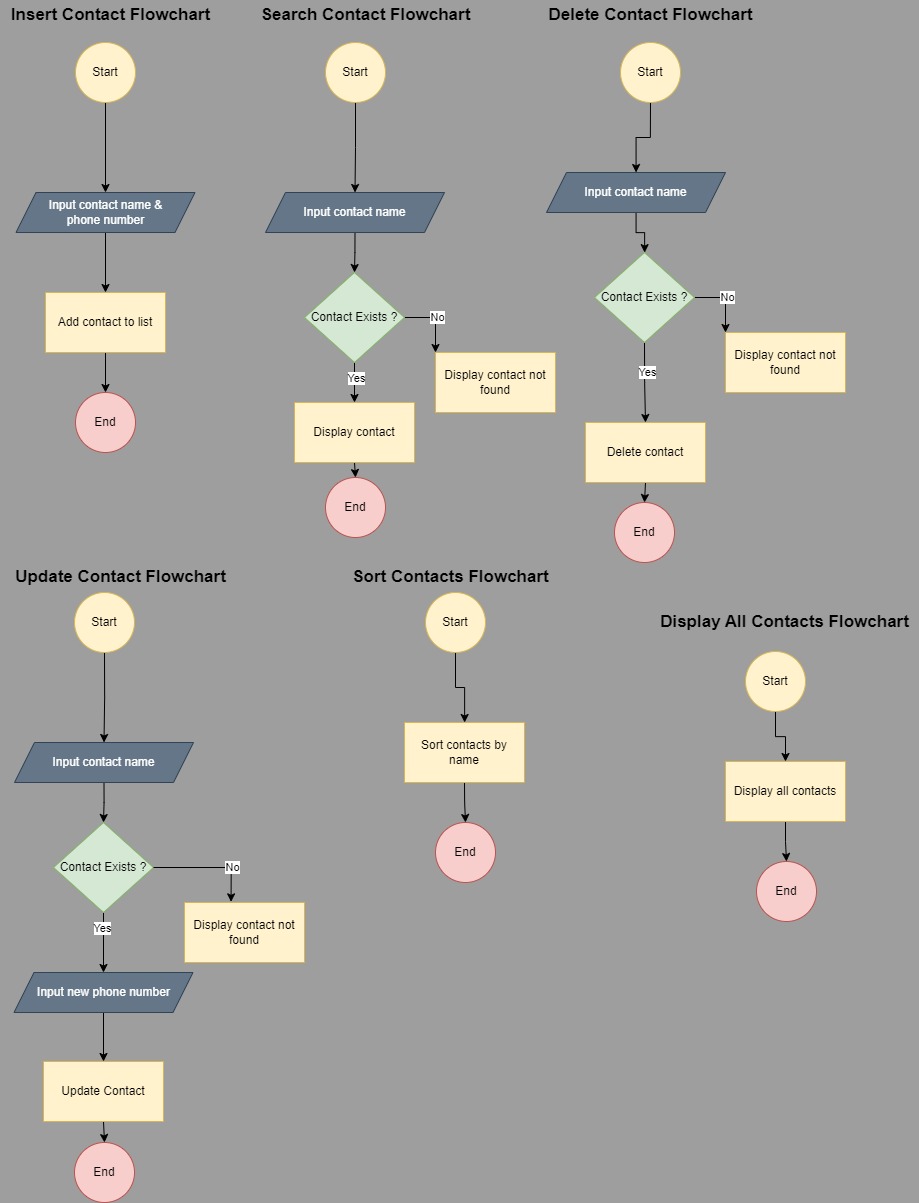 Insert Contact Flowchart
Start
Input contact name &
phone number
Add contact to list
End
Search Contact Flowchart
Start
Input contact name
Contact Exists ?
No
Display contact not
found
Yes
Display contact
End
Delete Contact Flowchart
Start
Input contact name
Contact Exists ?
No
Display contact not
found
Yes
Delete contact
End
Update Contact Flowchart
Start
Input contact name
Contact Exists ?
No
Display contact not
found
Yes
Input new phone number
Update Contact
End
Sort Contacts Flowchart
Start
Sort contacts by
name
End
Display All Contacts Flowchart
Start
Display all contacts
End